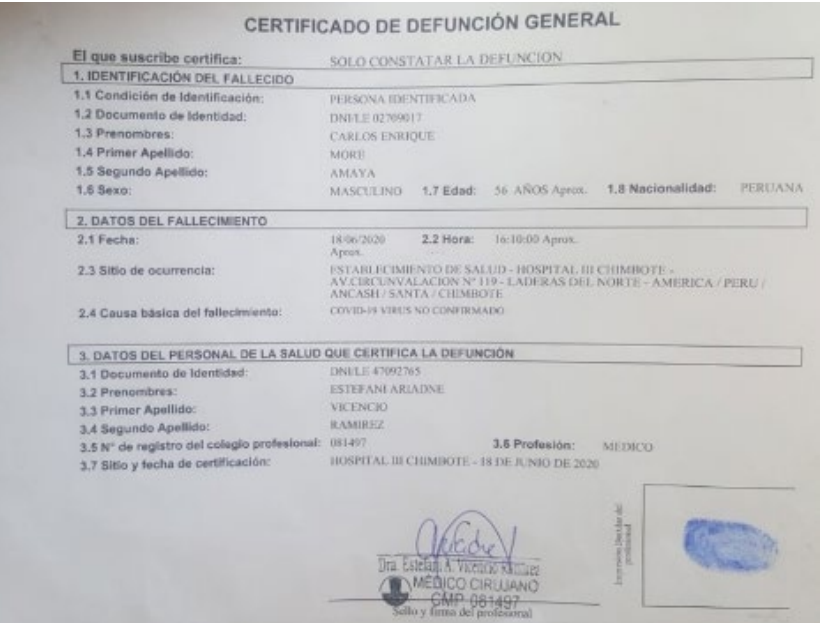 CERTIFICADO DE DEFUNCIÓN GENERAL
El que suscribe certifica: SOLO CONSTATAR LA DEFUNCION
1. IDENTIFICACIÓN DEL FALLECIDO
1.1 Condición de Identificación: PERSONA IDENTIFICADA
1.2 Documento de Identidad: DNI/LE 02709017
1.3 Prenombres: CARLOS ENRIQUE
1.4 Primer Apellido: MORE
1.5 Segundo Apellido: AMAYA
1.6 Sexo: MASCULINO 1.7 Edad: 56 AÑOS Aprox. 1.8 Nacionalidad: PERUANA
2. DATOS DEL FALLECIMIENTO
2.1 Fecha: 18/06/2020 2.2 Hora: 16:10:00 Aprox.
Aprox.
2.3 Sitio de ocurrencia: ESTABLECIMIENTO DE SALUD - HOSPITAL III CHIMBOTE -
AV.CIRCUNVALACION N° 119 - LADERAS DEL NORTE - AMERICA / PERU /
ANCASH / SANTA / CHIMBOTE
2.4 Causa básica del fallecimiento: COVID-19 VIRUS NO CONFIRMADO
3. DATOS DEL PERSONAL DE LA SALUD QUE CERTIFICA LA DEFUNCIÓN
3.1 Documento de Identidad: DNI/LE 47092765
3.2 Prenombres: ESTEFANI ARIADNE
3.3 Primer Apellido: VICENCIO
3.4 Segundo Apellido: RAMIREZ
3.5 N° de registro del colegio profesional: 081497 3.6 Profesión: MEDICO
3.7 Sitio y fecha de certificación: HOSPITAL III CHIMBOTE - 18 DE JUNIO DE 2020
Dra. Estefani A. Vicencio Ramirez
MÉDICO CIRUJANO
CMP 081497
Sello y firma del profesional
profesional